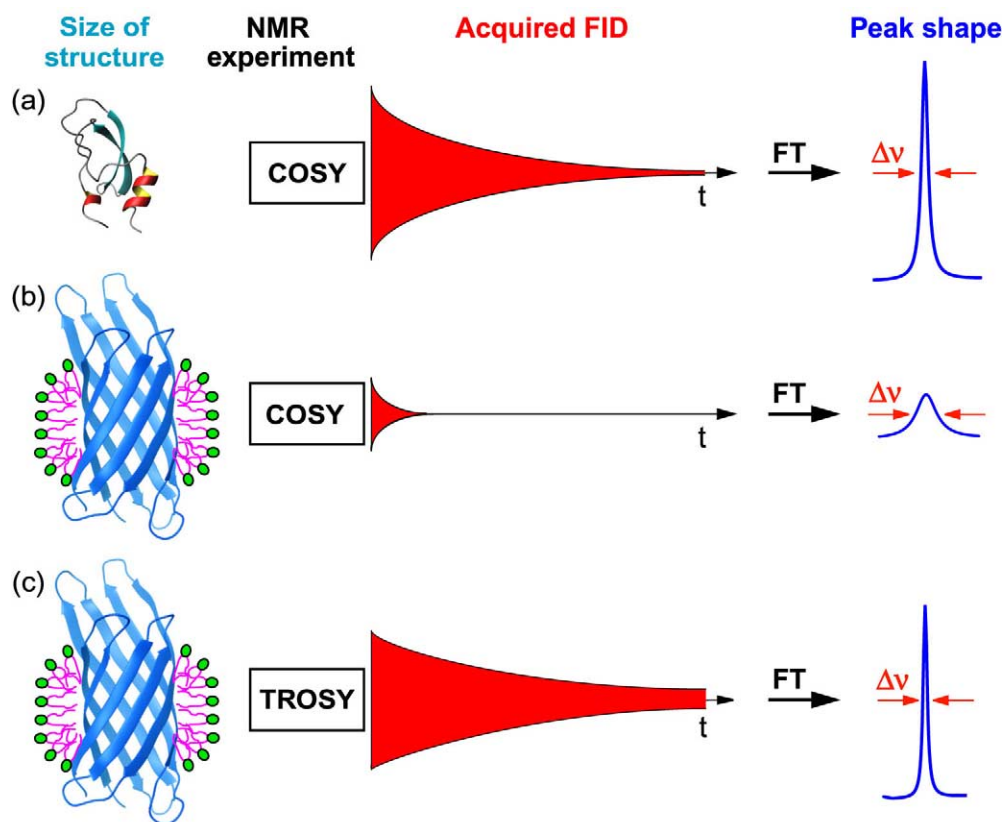 Size of structure
NMR experiment
Acquired FID
Peak shape
(a)
COSY
t
FT
Δν
(b)
COSY
t
FT
Δν
(c)
TROSY
t
FT
Δν